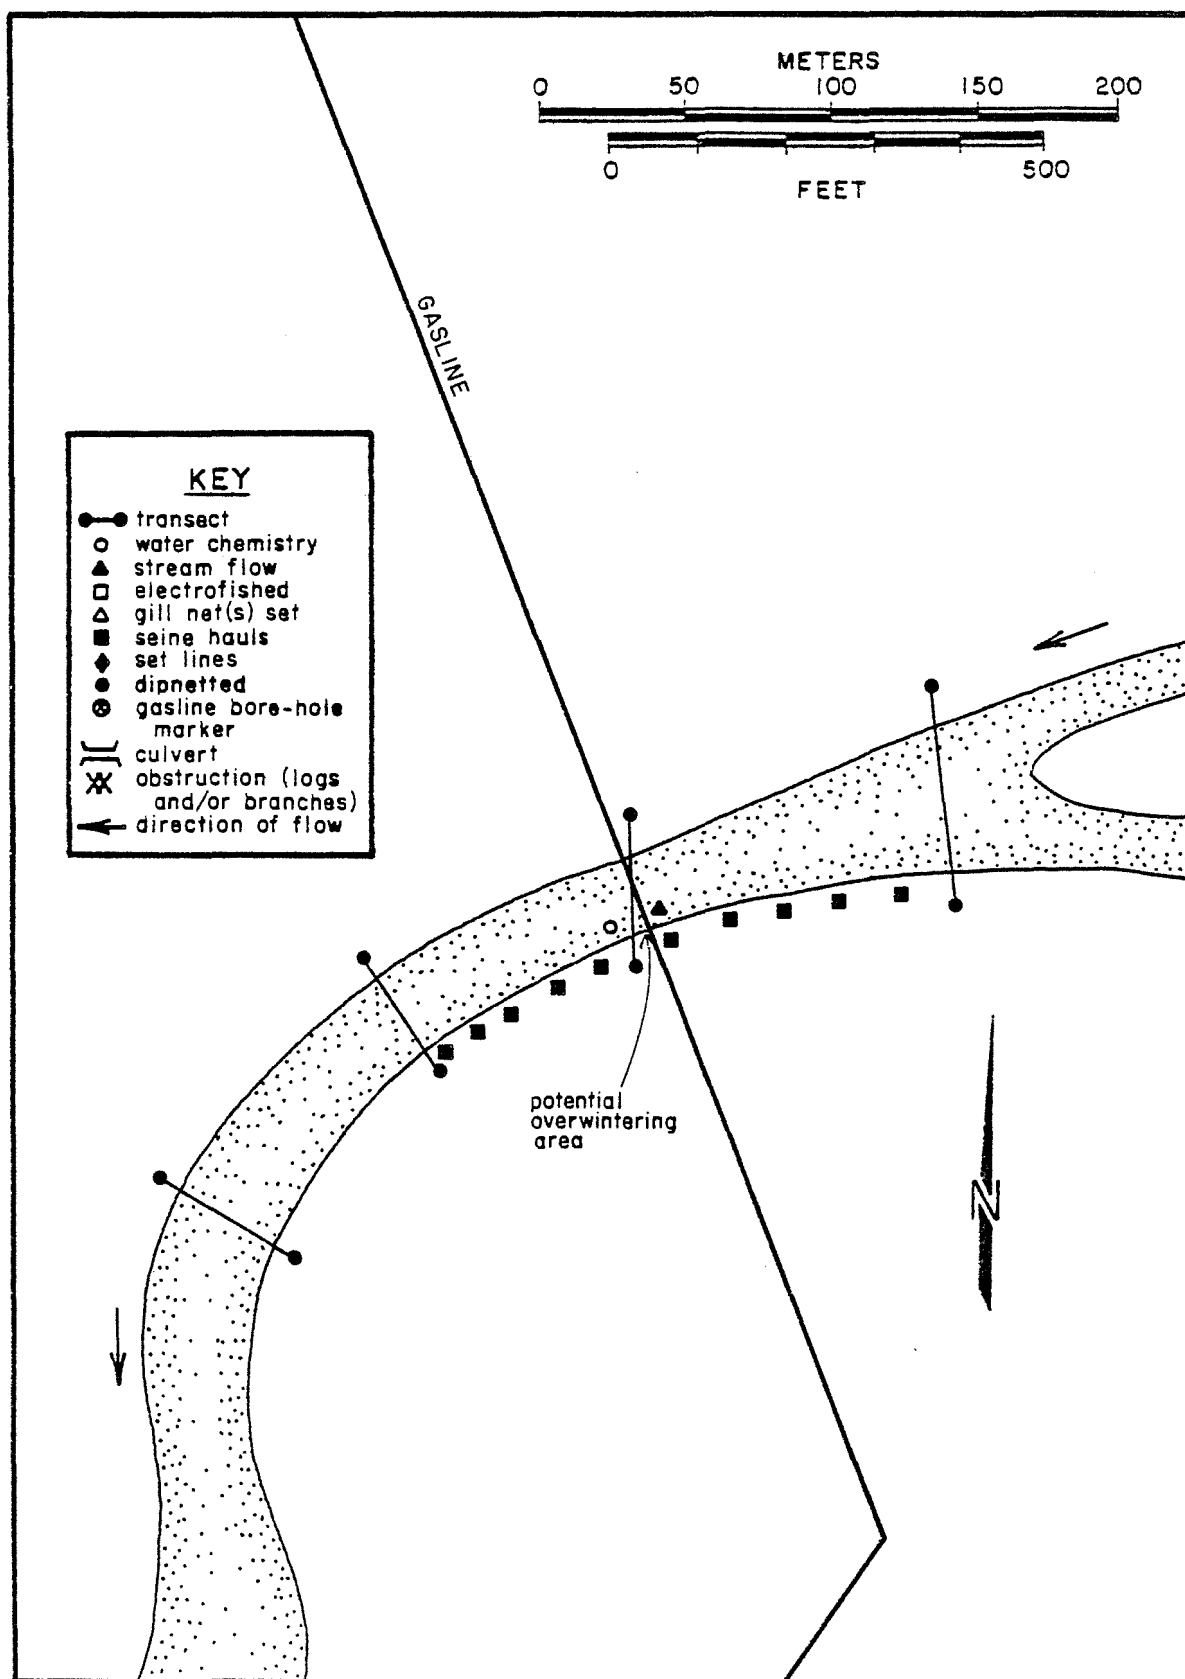 METERS
0 50 100 150 200
0 500
FEET
GASLINE
KEY
transect
water chemistry
stream flow
electrofished
gill net(s) set
seine hauls
set lines
dipnetted
gasline bore-hole
marker
culvert
obstruction (logs
and/or branches)
direction of flow
potential
overwintering
area
N